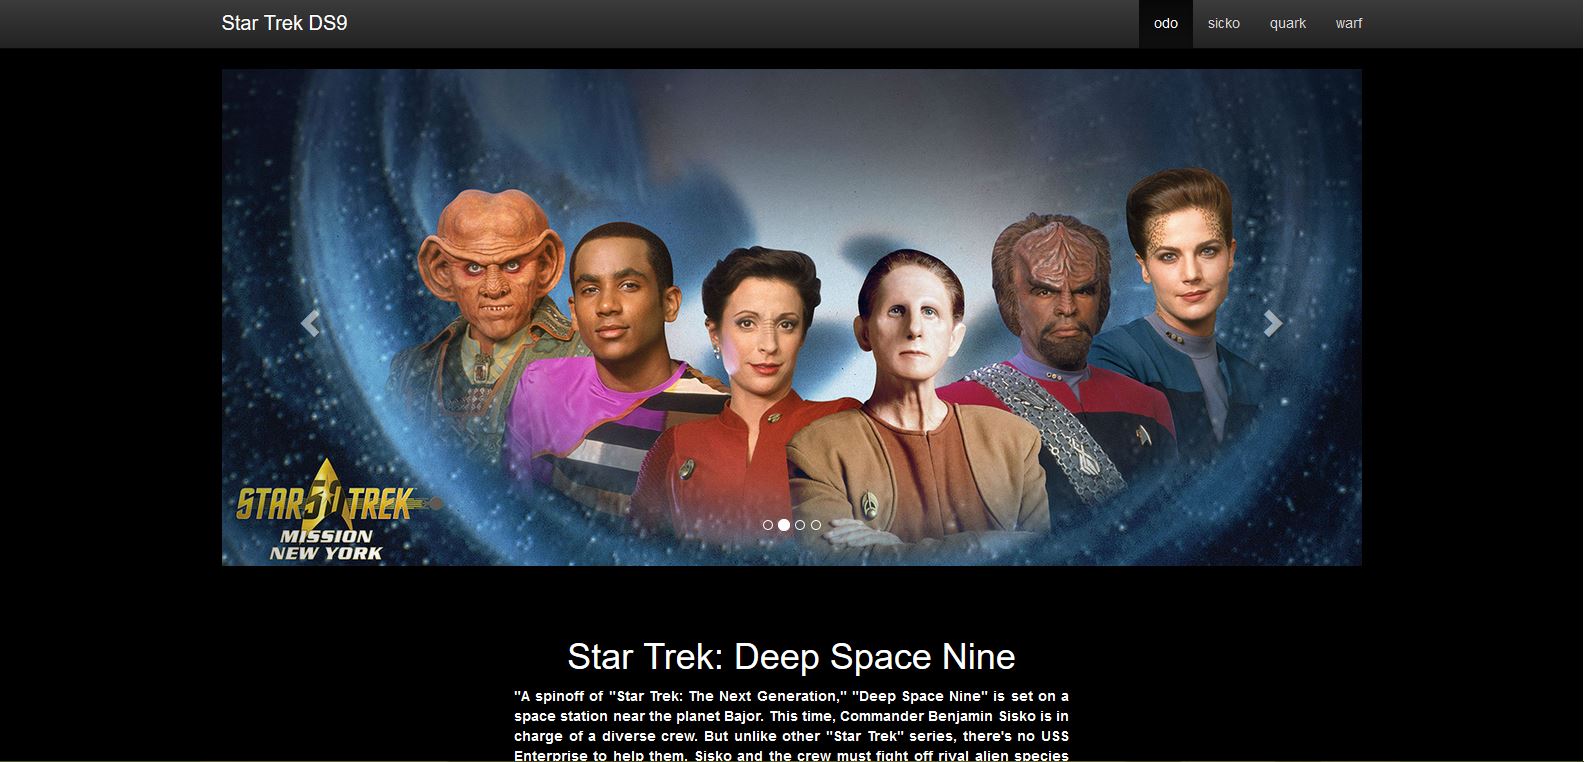 Star Trek DS9
odo sicko quark warf
STAR TREK
MISSION
NEW YORK
Star Trek: Deep Space Nine
"A spinoff of "Star Trek: The Next Generation," "Deep Space Nine" is set on a
space station near the planet Bajor. This time, Commander Benjamin Sisko is in
charge of a diverse crew. But unlike other "Star Trek" series, there's no USS
Enterprise to help them. Sisko and the crew must fight off rival alien species